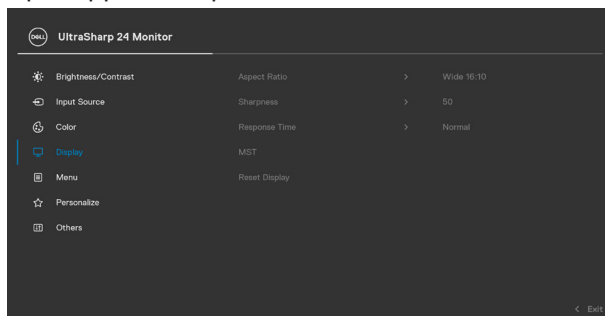 DELL UltraSharp 24 Monitor
Brightness/Contrast Aspect Ratio > Wide 16:10
Input Source Sharpness > 50
Color Response Time > Normal
Display MST
Menu Reset Display
Personalize
Others
< Exit